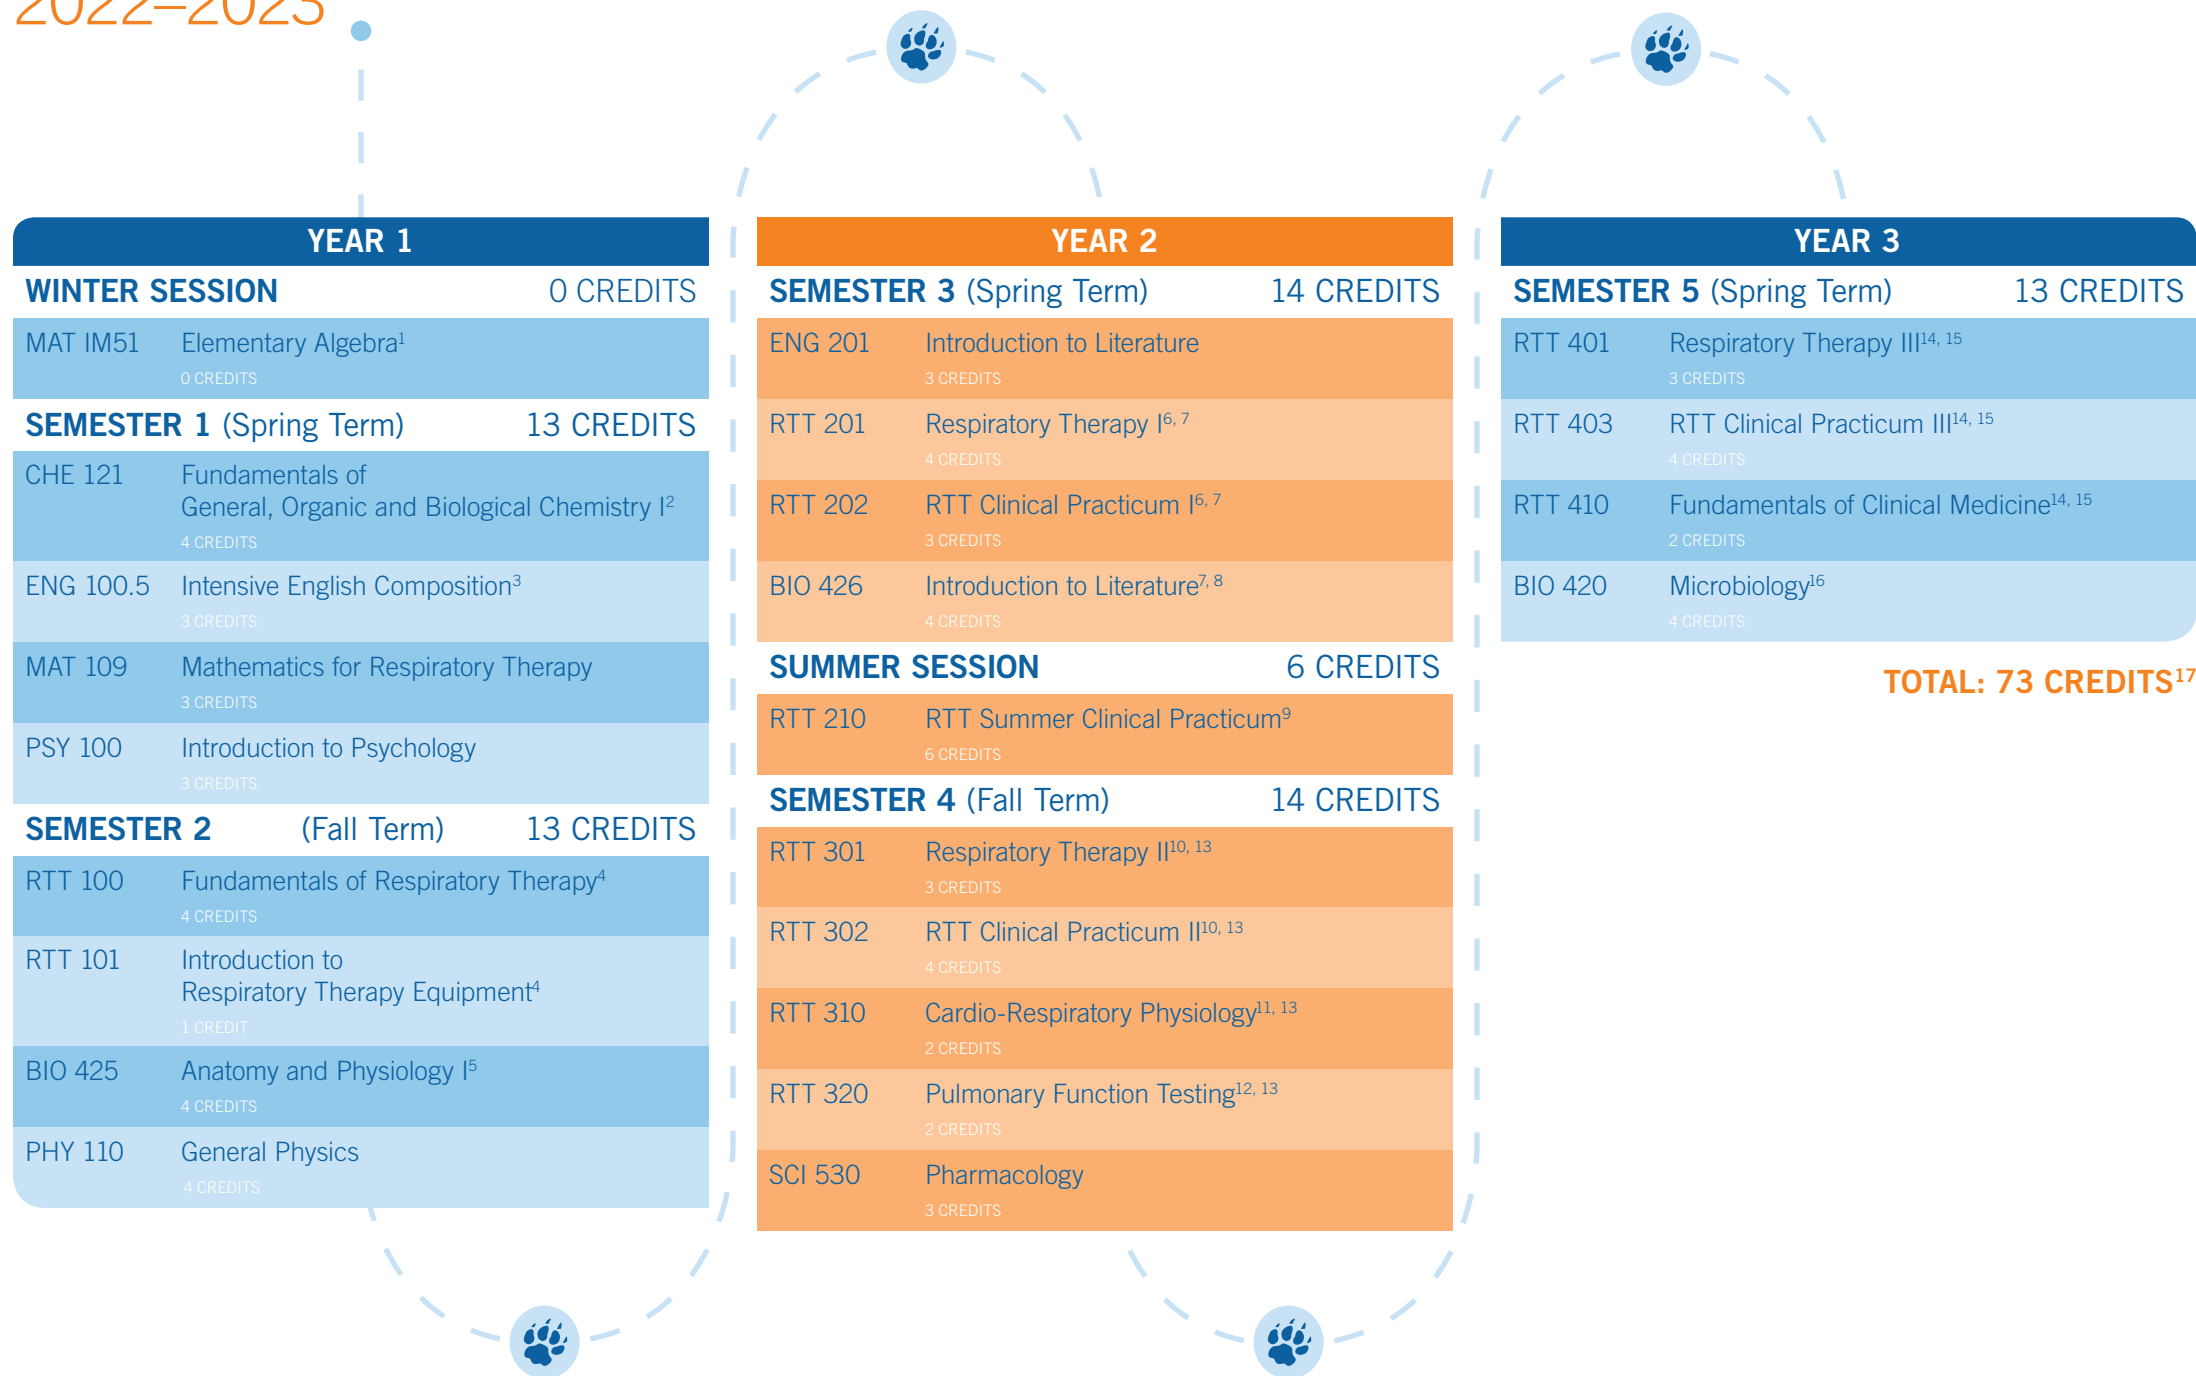 2022–2023
YEAR 1
WINTER SESSION 0 CREDITS
MAT IM51 Elementary Algebra¹
0 CREDITS
SEMESTER 1 (Spring Term) 13 CREDITS
CHE 121 Fundamentals of
General, Organic and Biological Chemistry I²
4 CREDITS
ENG 100.5 Intensive English Composition³
3 CREDITS
MAT 109 Mathematics for Respiratory Therapy
3 CREDITS
PSY 100 Introduction to Psychology
3 CREDITS
SEMESTER 2 (Fall Term) 13 CREDITS
RTT 100 Fundamentals of Respiratory Therapy⁴
4 CREDITS
RTT 101 Introduction to
Respiratory Therapy Equipment⁴
1 CREDIT
BIO 425 Anatomy and Physiology I⁵
4 CREDITS
PHY 110 General Physics
4 CREDITS
YEAR 2
SEMESTER 3 (Spring Term) 14 CREDITS
ENG 201 Introduction to Literature
3 CREDITS
RTT 201 Respiratory Therapy I⁶, ⁷
4 CREDITS
RTT 202 RTT Clinical Practicum I⁶, ⁷
3 CREDITS
BIO 426 Introduction to Literature⁷, ⁸
4 CREDITS
SUMMER SESSION 6 CREDITS
RTT 210 RTT Summer Clinical Practicum⁹
6 CREDITS
SEMESTER 4 (Fall Term) 14 CREDITS
RTT 301 Respiratory Therapy II¹⁰, ¹³
3 CREDITS
RTT 302 RTT Clinical Practicum II¹⁰, ¹³
4 CREDITS
RTT 310 Cardio-Respiratory Physiology¹¹, ¹³
2 CREDITS
RTT 320 Pulmonary Function Testing¹², ¹³
2 CREDITS
SCI 530 Pharmacology
3 CREDITS
YEAR 3
SEMESTER 5 (Spring Term) 13 CREDITS
RTT 401 Respiratory Therapy III¹⁴, ¹⁵
3 CREDITS
RTT 403 RTT Clinical Practicum III¹⁴, ¹⁵
4 CREDITS
RTT 410 Fundamentals of Clinical Medicine¹⁴, ¹⁵
2 CREDITS
BIO 420 Microbiology¹⁶
4 CREDITS
TOTAL: 73 CREDITS¹⁷